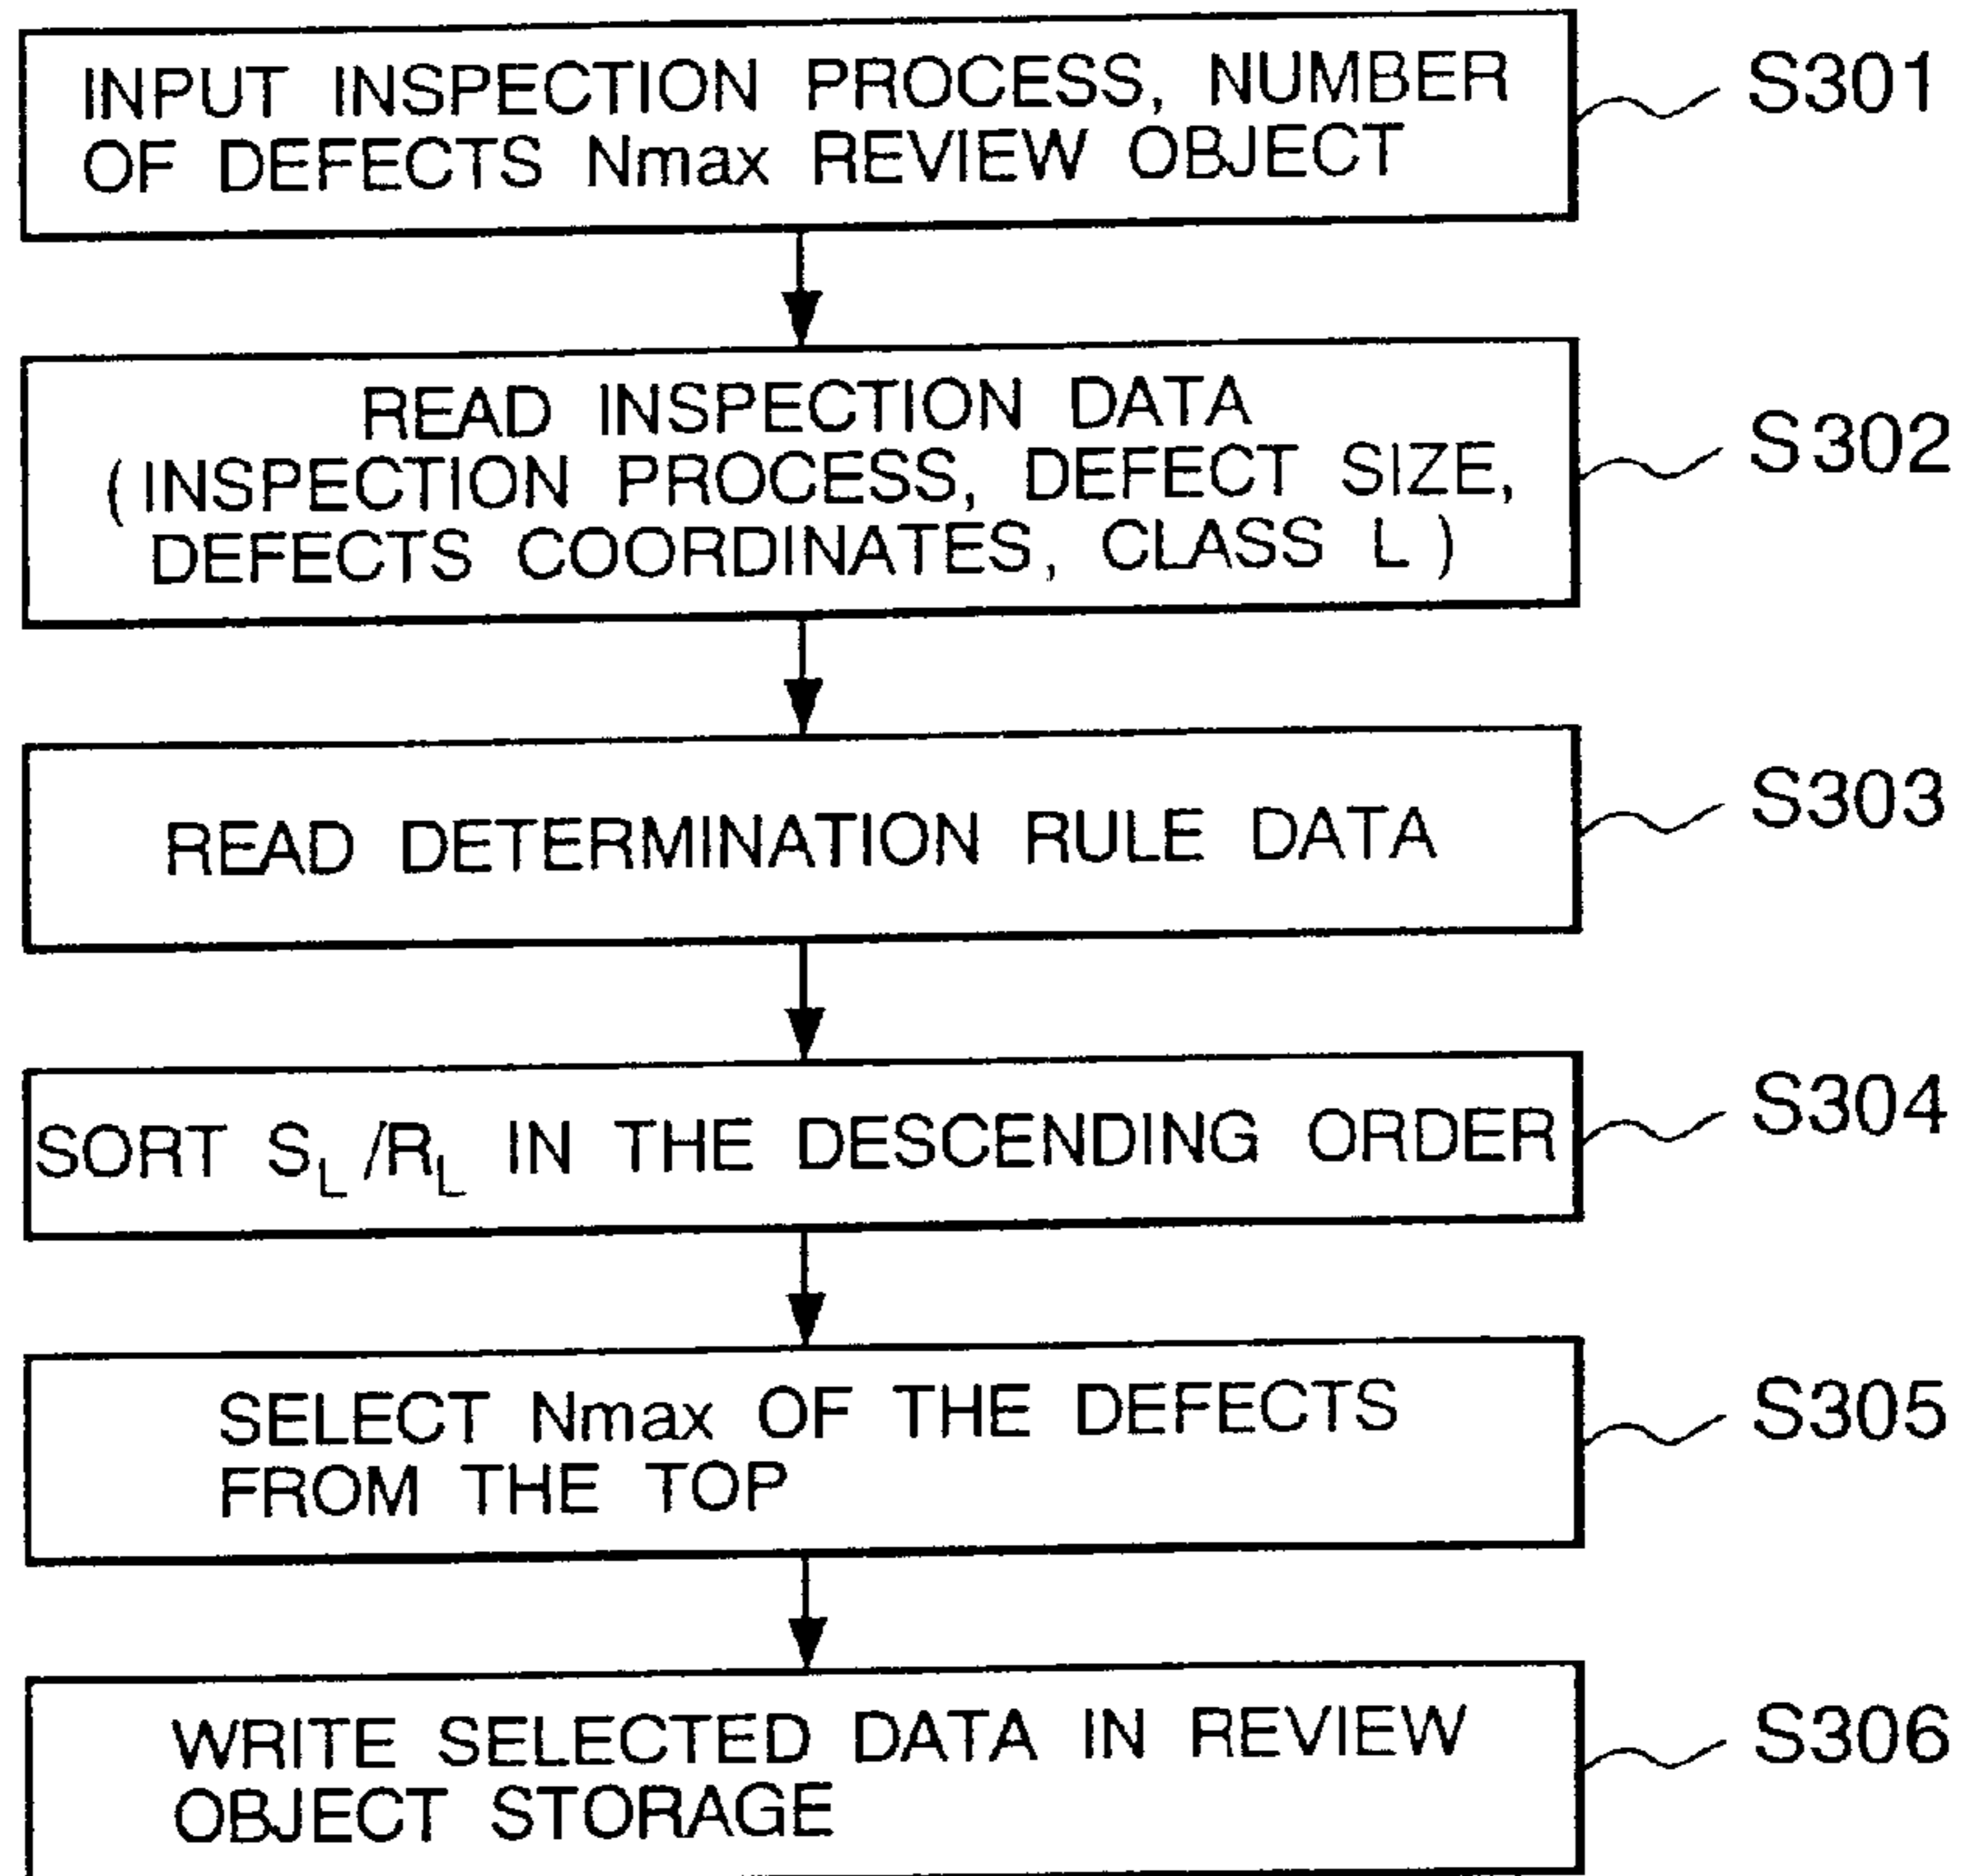 INPUT INSPECTION PROCESS, NUMBER
OF DEFECTS Nmax REVIEW OBJECT
S301
READ INSPECTION DATA
(INSPECTION PROCESS, DEFECT SIZE,
DEFECTS COORDINATES, CLASS L)
S302
READ DETERMINATION RULE DATA
S303
SORT S_L/R_L IN THE DESCENDING ORDER
S304
SELECT Nmax OF THE DEFECTS
FROM THE TOP
S305
WRITE SELECTED DATA IN REVIEW
OBJECT STORAGE
S306